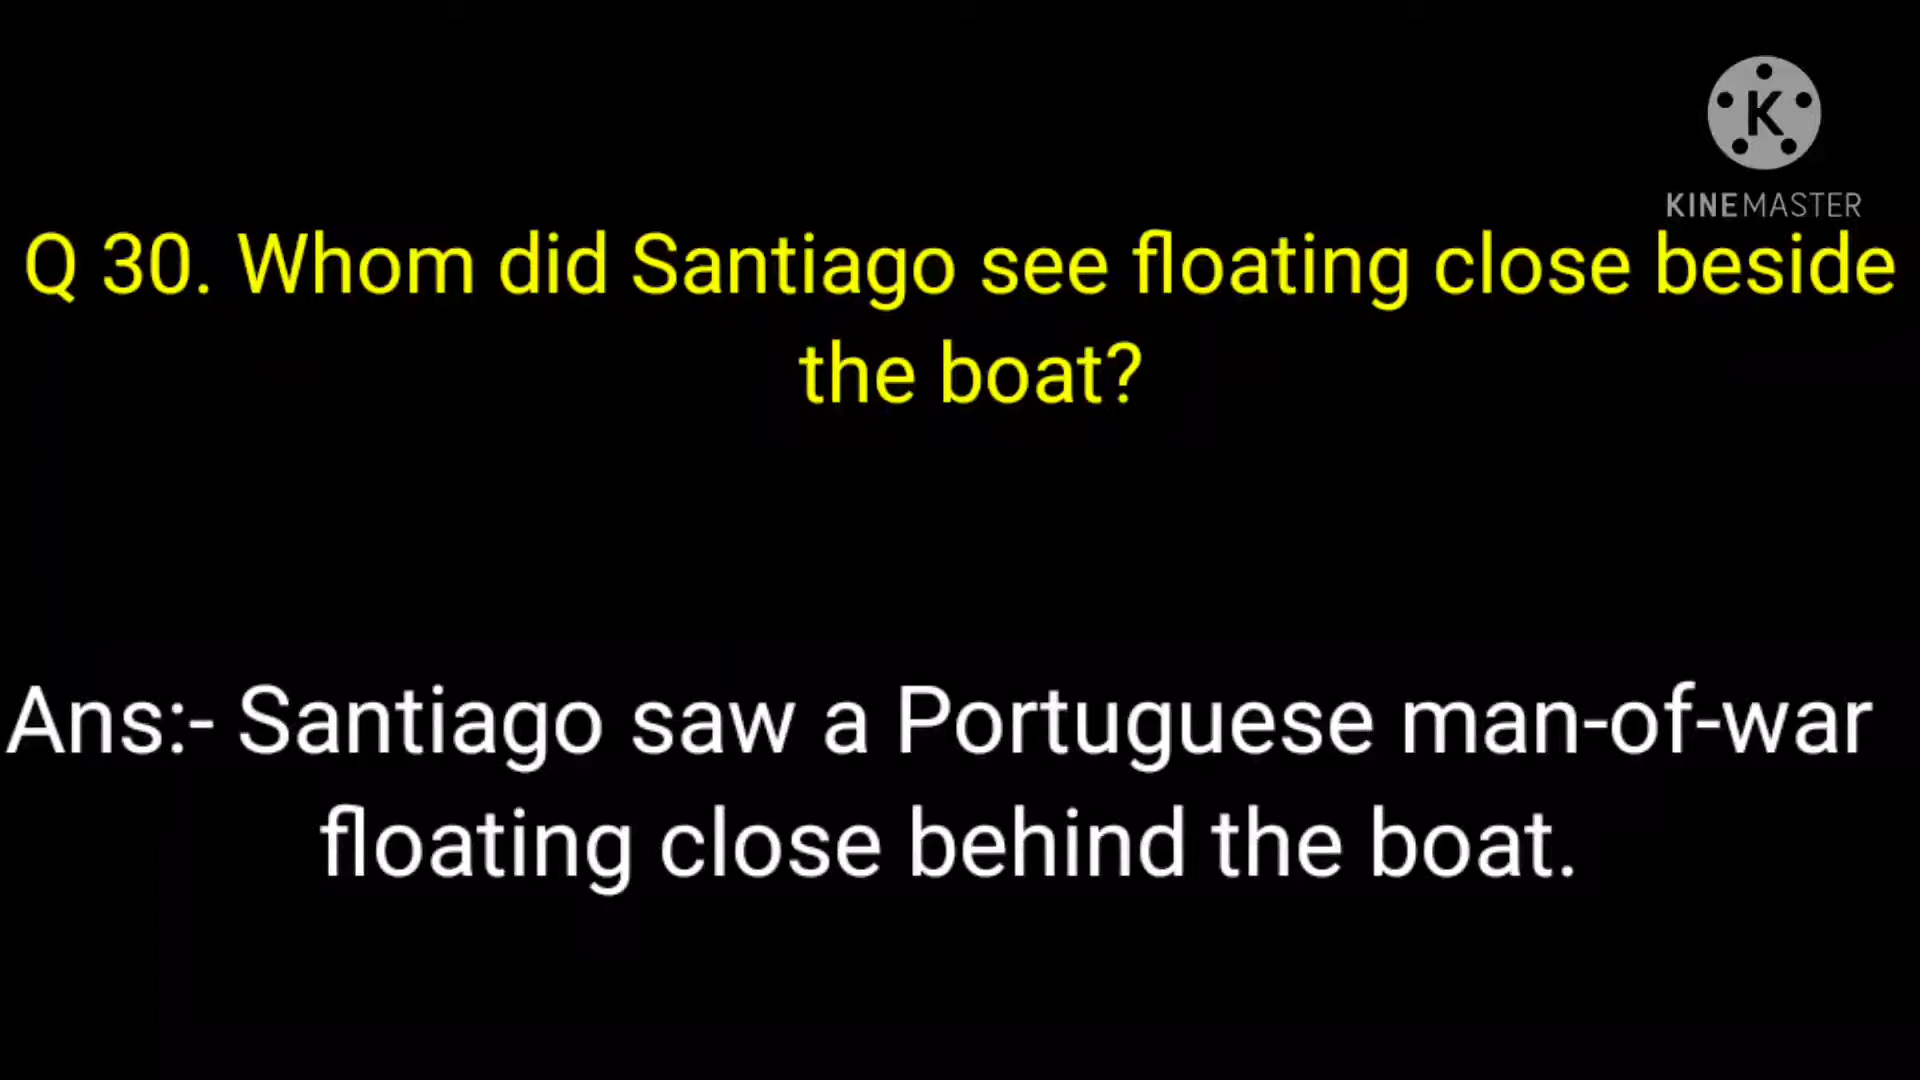 K
KINEMASTER
Q 30. Whom did Santiago see floating close beside
the boat?
Ans:- Santiago saw a Portuguese man-of-war
floating close behind the boat.